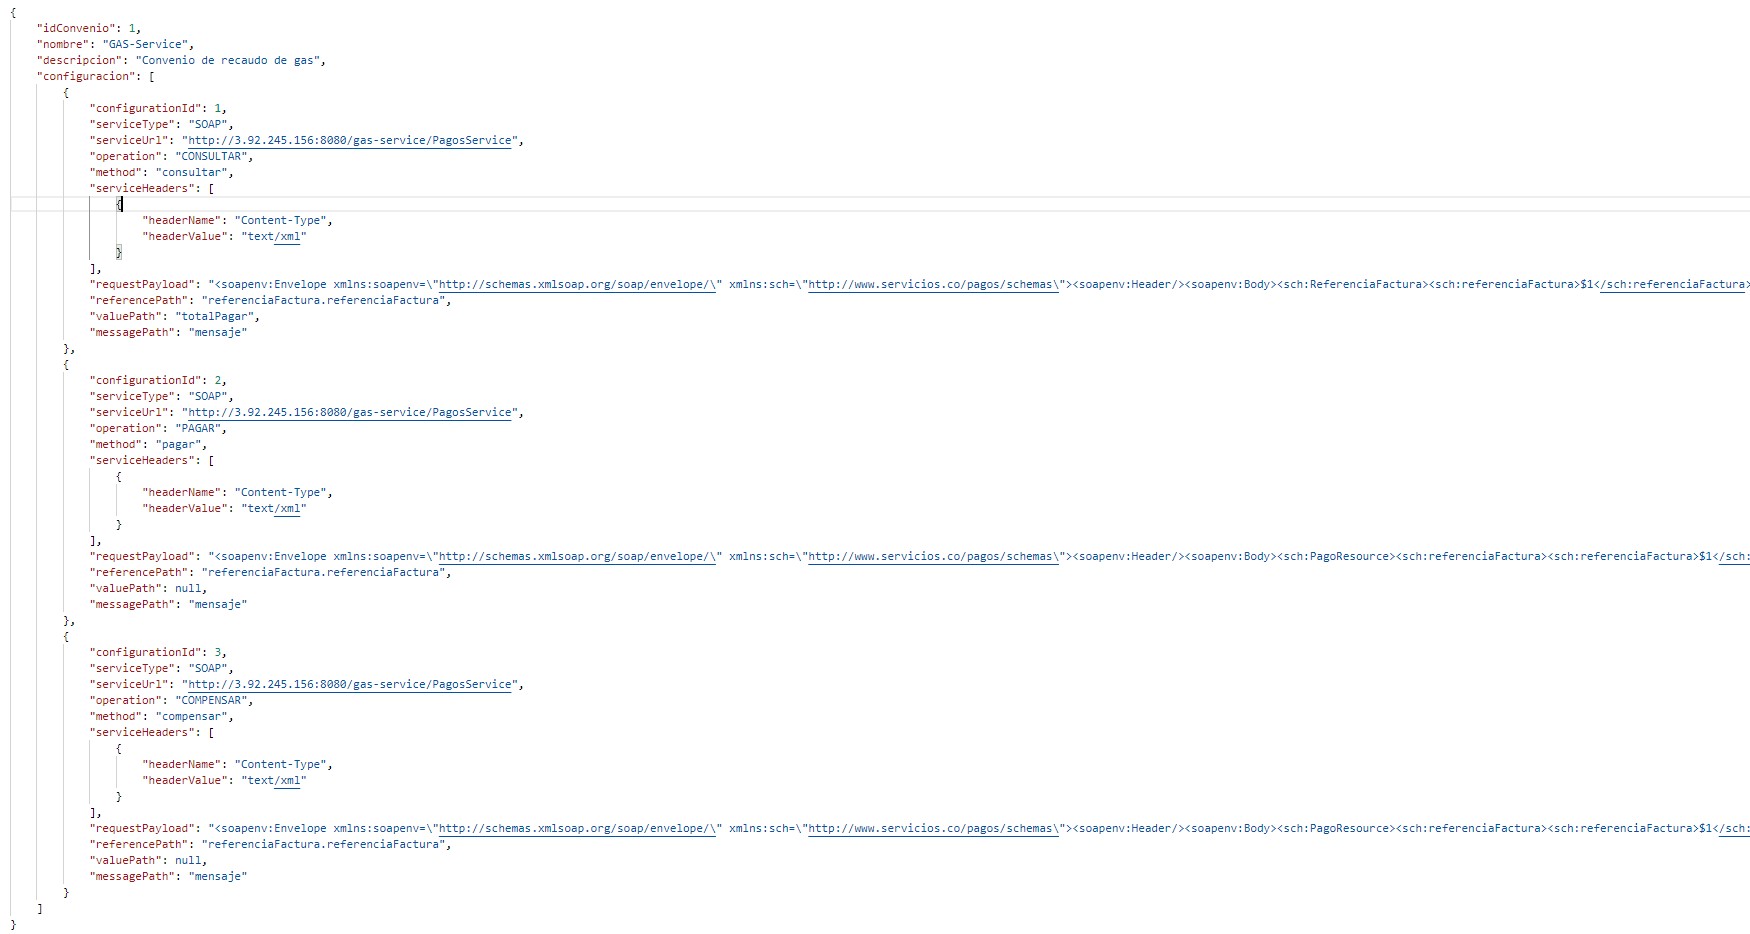 {
"idConvenio": 1,
"nombre": "GAS-Service",
"descripcion": "Convenio de recaudo de gas",
"configuracion": [
{
"configurationId": 1,
"serviceType": "SOAP",
"serviceUrl": "http://3.92.245.156:8080/gas-service/PagosService",
"operation": "CONSULTAR",
"method": "consultar",
"serviceHeaders": [
{
"headerName": "Content-Type",
"headerValue": "text/xml"
}
],
"requestPayload": "<soapenv:Envelope xmlns:soapenv=\"http://schemas.xmlsoap.org/soap/envelope/\" xmlns:sch=\"http://www.servicios.co/pagos/schemas\"><soapenv:Header/><soapenv:Body><sch:ReferenciaFactura><sch:referenciaFactura>$1</sch:referenciaFactura>
"referencePath": "referenciaFactura.referenciaFactura",
"valuePath": "totalPagar",
"messagePath": "mensaje"
},
{
"configurationId": 2,
"serviceType": "SOAP",
"serviceUrl": "http://3.92.245.156:8080/gas-service/PagosService",
"operation": "PAGAR",
"method": "pagar",
"serviceHeaders": [
{
"headerName": "Content-Type",
"headerValue": "text/xml"
}
],
"requestPayload": "<soapenv:Envelope xmlns:soapenv=\"http://schemas.xmlsoap.org/soap/envelope/\" xmlns:sch=\"http://www.servicios.co/pagos/schemas\"><soapenv:Header/><soapenv:Body><sch:PagoResource><sch:referenciaFactura><sch:referenciaFactura>$1</sch:
"referencePath": "referenciaFactura.referenciaFactura",
"valuePath": null,
"messagePath": "mensaje"
},
{
"configurationId": 3,
"serviceType": "SOAP",
"serviceUrl": "http://3.92.245.156:8080/gas-service/PagosService",
"operation": "COMPENSAR",
"method": "compensar",
"serviceHeaders": [
{
"headerName": "Content-Type",
"headerValue": "text/xml"
}
],
"requestPayload": "<soapenv:Envelope xmlns:soapenv=\"http://schemas.xmlsoap.org/soap/envelope/\" xmlns:sch=\"http://www.servicios.co/pagos/schemas\"><soapenv:Header/><soapenv:Body><sch:PagoResource><sch:referenciaFactura><sch:referenciaFactura>$1</sch:
"referencePath": "referenciaFactura.referenciaFactura",
"valuePath": null,
"messagePath": "mensaje"
}
]
}